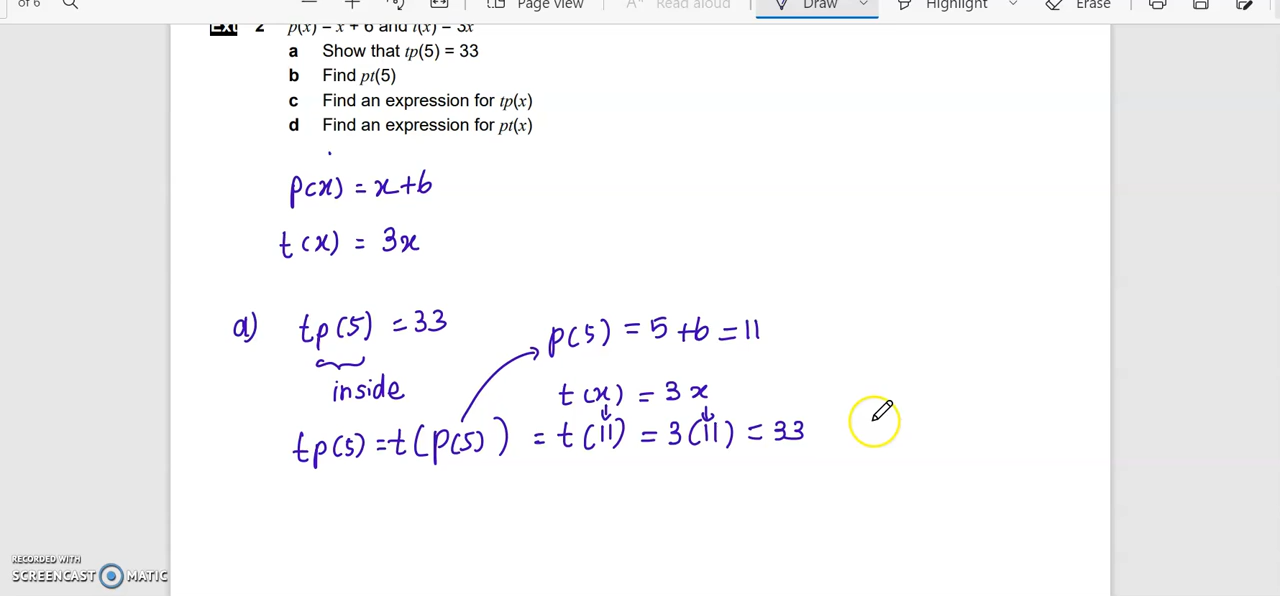 of 6 Page view Read aloud Draw Highlight Erase
Ext 2 p(x) = x + 6 and t(x) = 3x
a Show that tp(5) = 33
b Find pt(5)
c Find an expression for tp(x)
d Find an expression for pt(x)
p(x) = x+6
t(x) = 3x
a) tp(5) = 33
p(5) = 5+6 = 11
inside
t(x) = 3x
tp(5) = t(p(5)) = t(11) = 3(11) = 33
RECORDED WITH
SCREENCAST MATIC